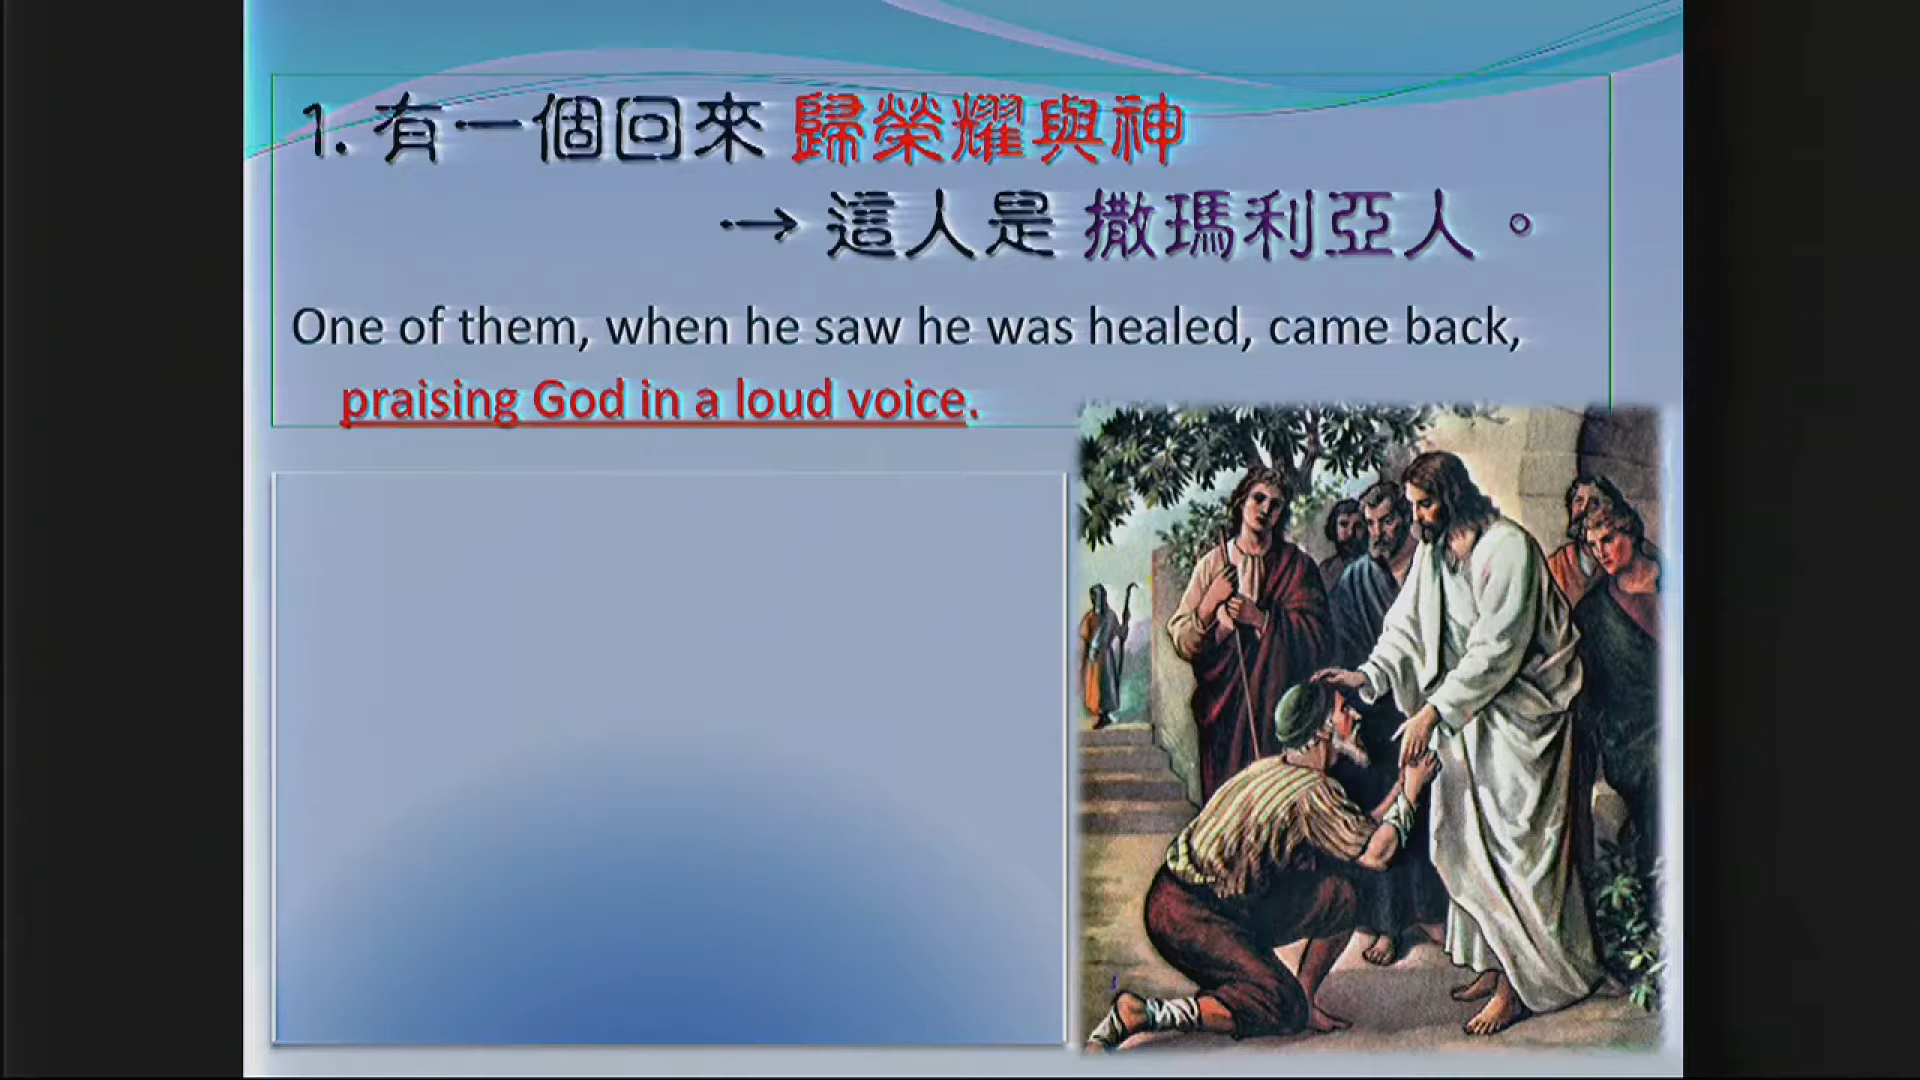 1. 有一個回來 歸榮耀與神
→ 這人是 撒瑪利亞人。
One of them, when he saw he was healed, came back,
praising God in a loud voice.